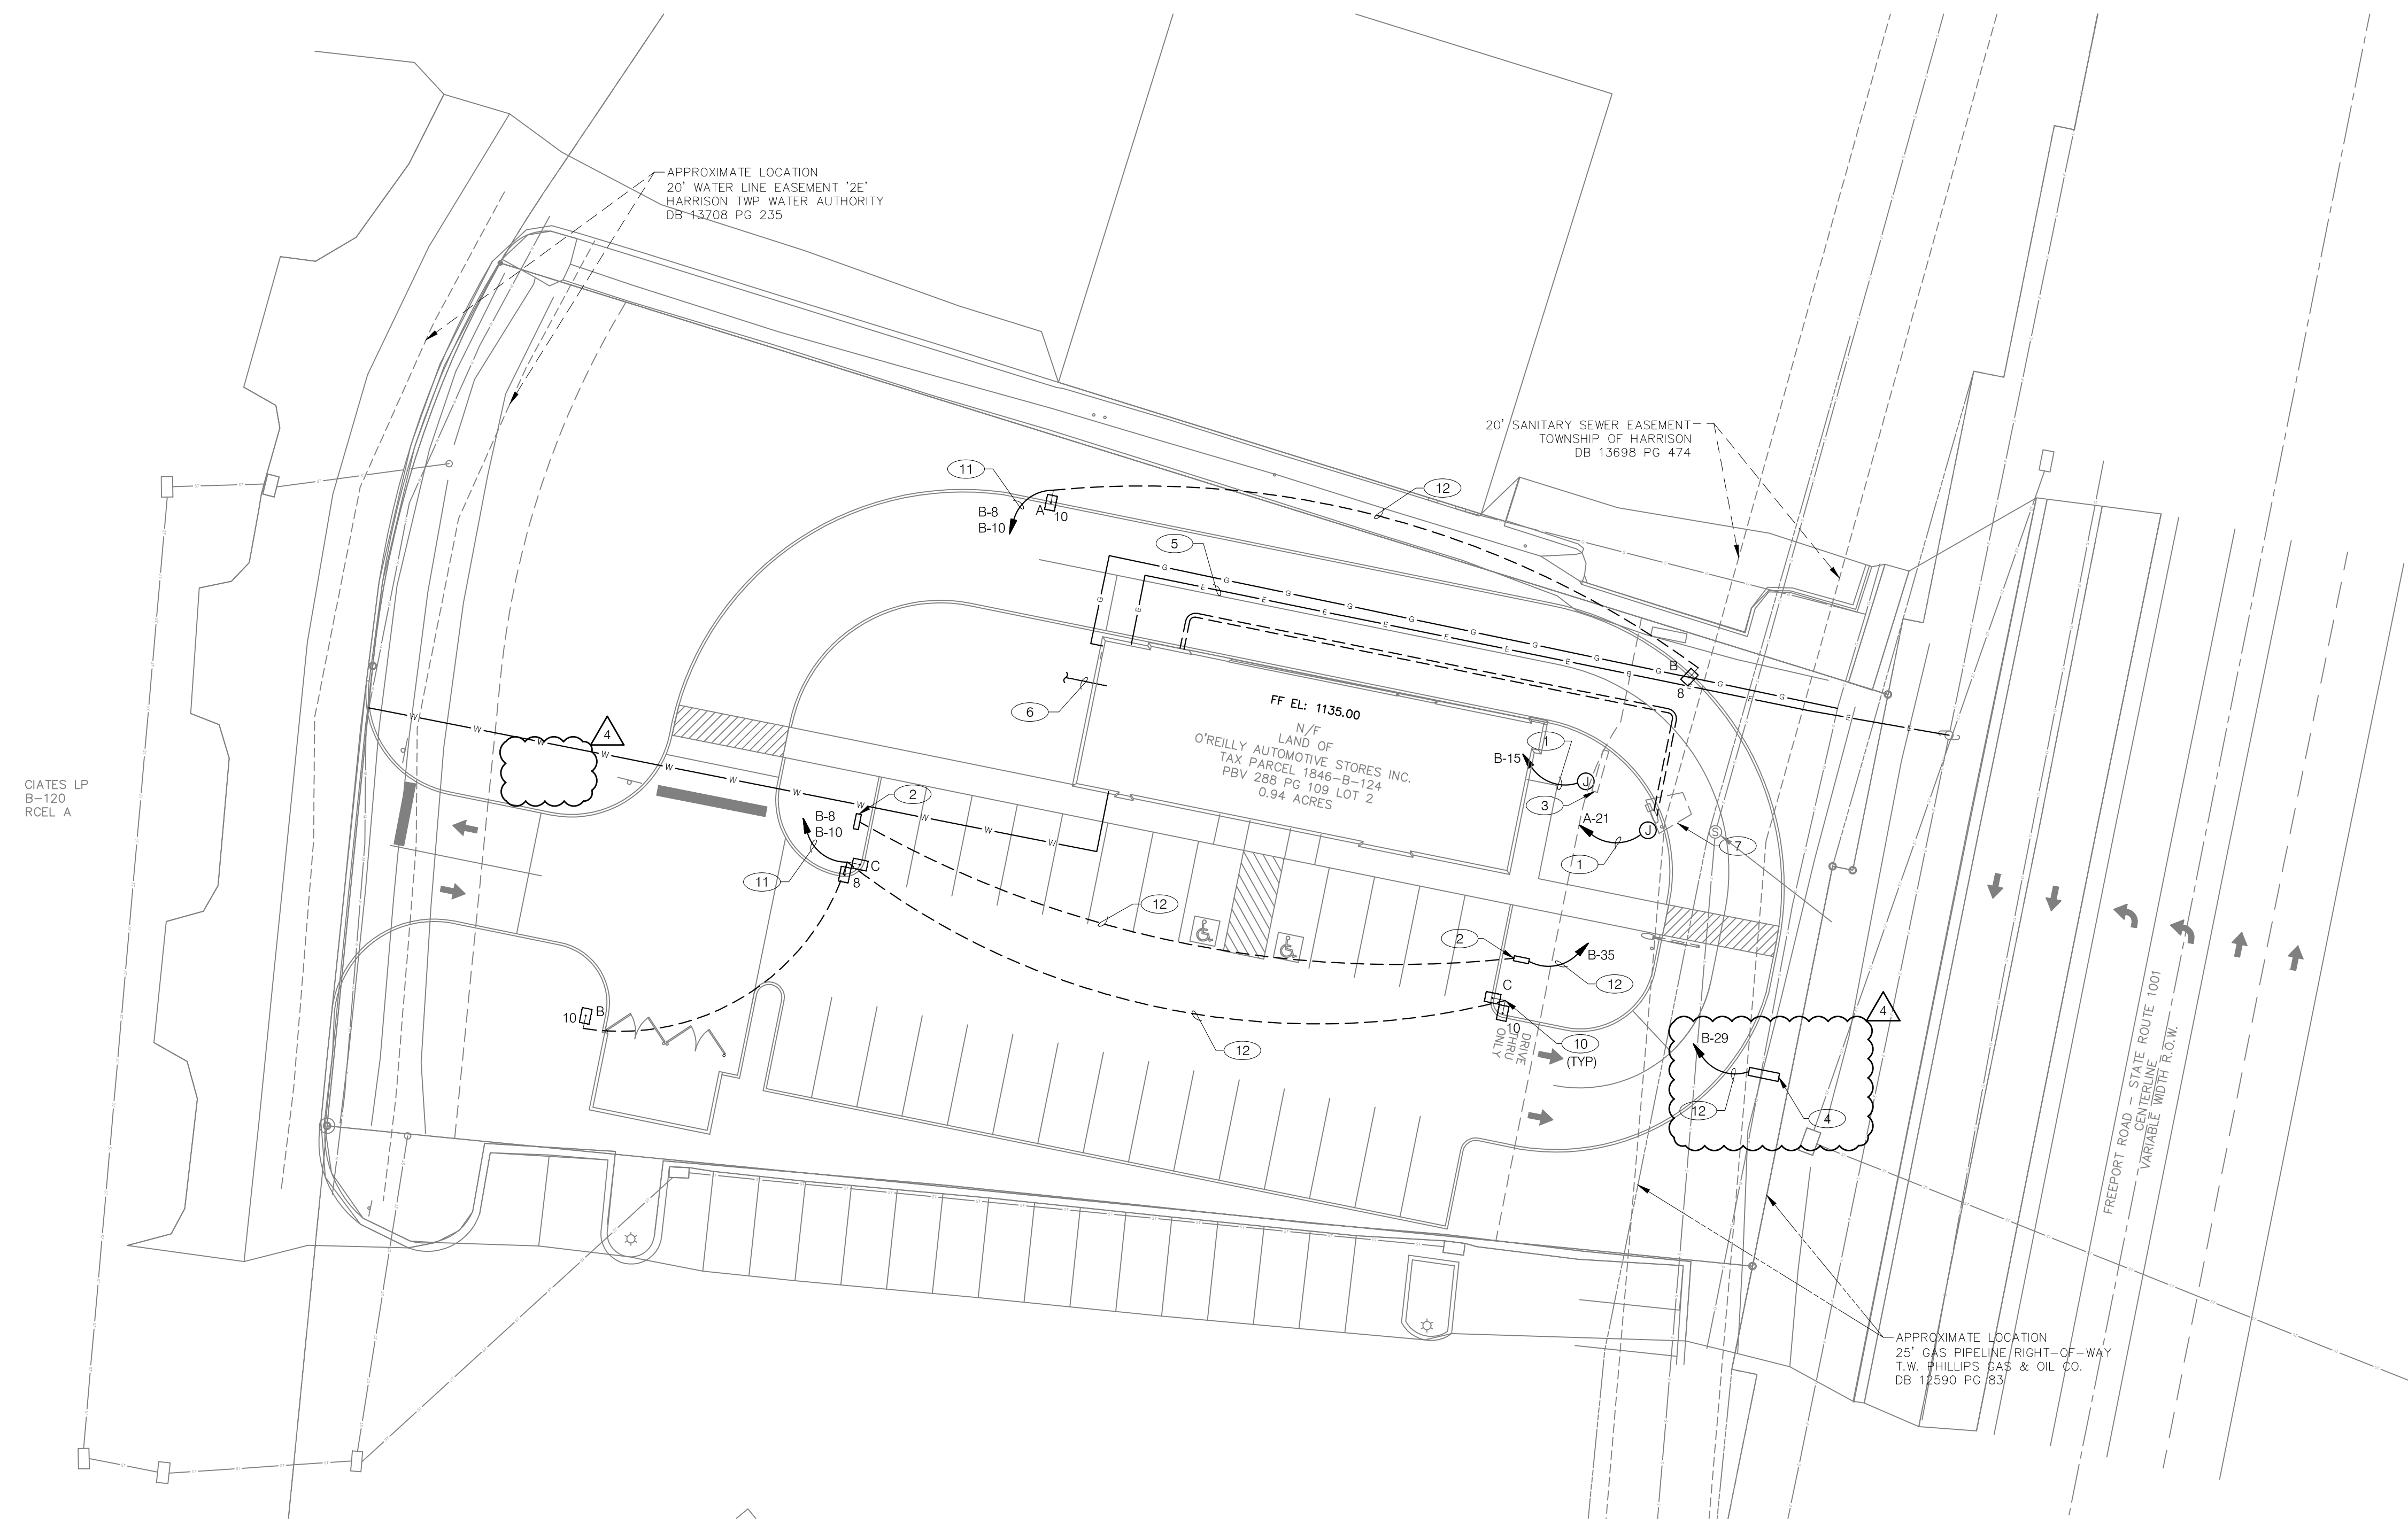 APPROXIMATE LOCATION
20' WATER LINE EASEMENT '2E'
HARRISON TWP WATER AUTHORITY
DB 13708 PG 235
20' SANITARY SEWER EASEMENT
TOWNSHIP OF HARRISON
DB 13698 PG 474
11
12
B-8
B-10
A
10
5
G G G G G G G G G G G G
E E E E E E E E E E E
B
8
6
FF EL: 1135.00
N/F
LAND OF
O'REILLY AUTOMOTIVE STORES INC.
TAX PARCEL 1846-B-124
PBV 288 PG 109 LOT 2
0.94 ACRES
1
B-15
J
3
A-21
J
S
7
1
4
W W W W W W W W W W W
CIATES LP
B-120
RCEL A
2
B-8
B-10
C
8
11
12
2
B-35
12
C
10
10
(TYP)
DRIVE
THRU
ONLY
B
10
12
4
B-29
12
4
FREEPORT ROAD - STATE ROUTE 1001
CENTERLINE
VARIABLE WIDTH R.O.W.
APPROXIMATE LOCATION
25' GAS PIPELINE RIGHT-OF-WAY
T.W. PHILLIPS GAS & OIL CO.
DB 12590 PG 83